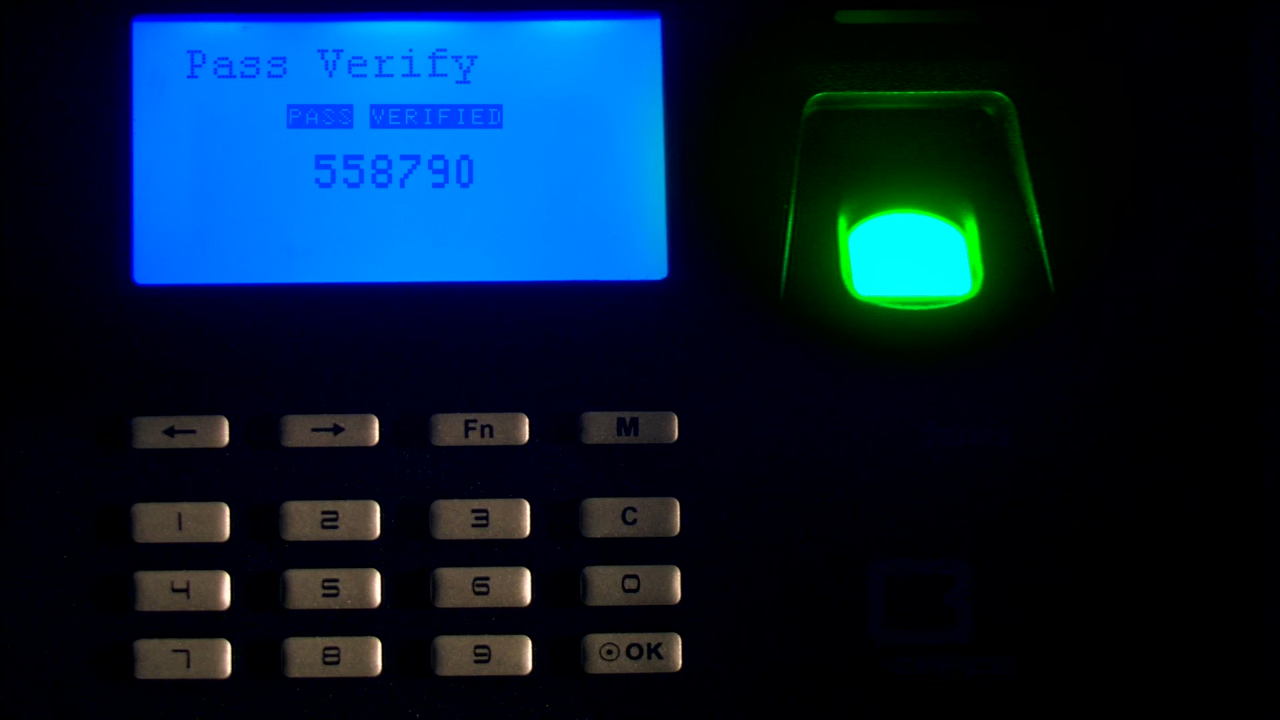 Pass Verify
PASS VERIFIED
558790
← → Fn M
1 2 3 C
4 5 6 0
7 8 9 ⊙OK